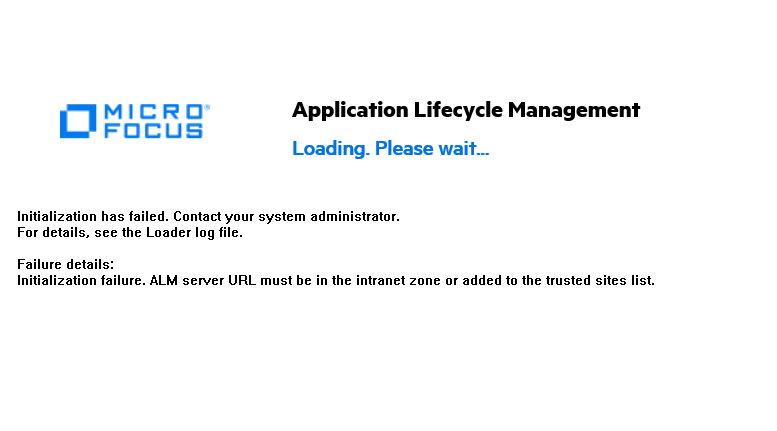 MICRO
FOCUS
Application Lifecycle Management
Loading. Please wait...
Initialization has failed. Contact your system administrator.
For details, see the Loader log file.
Failure details:
Initialization failure. ALM server URL must be in the intranet zone or added to the trusted sites list.